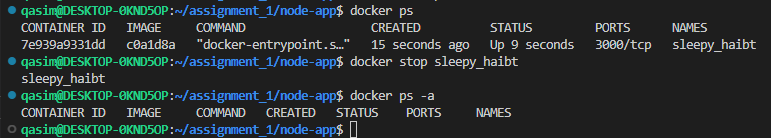 qasim@DESKTOP-0KND5OP:~/assignment_1/node-app$ docker ps
CONTAINER ID   IMAGE     COMMAND                  CREATED          STATUS         PORTS      NAMES
7e939a9331dd   c0a1d8a   "docker-entrypoint.s…"   15 seconds ago   Up 9 seconds   3000/tcp   sleepy_haibt
qasim@DESKTOP-0KND5OP:~/assignment_1/node-app$ docker stop sleepy_haibt
sleepy_haibt
qasim@DESKTOP-0KND5OP:~/assignment_1/node-app$ docker ps -a
CONTAINER ID   IMAGE     COMMAND   CREATED   STATUS    PORTS     NAMES
qasim@DESKTOP-0KND5OP:~/assignment_1/node-app$